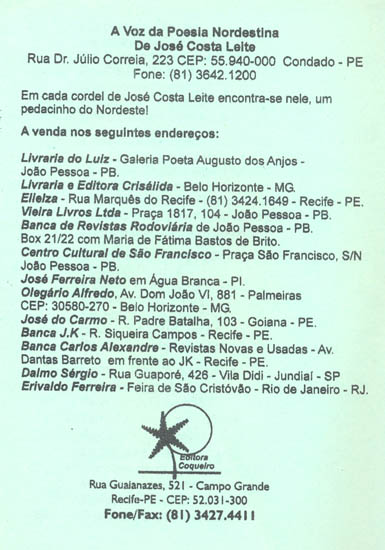 A Voz da Poesia Nordestina
De José Costa Leite
Rua Dr. Júlio Correia, 223 CEP: 55.940-000 Condado - PE
Fone: (81) 3642.1200
Em cada cordel de José Costa Leite encontra-se nele, um
pedacinho do Nordeste!
A venda nos seguintes endereços:
Livraria do Luiz - Galeria Poeta Augusto dos Anjos -
João Pessoa - PB.
Livraria e Editora Crisálida - Belo Horizonte - MG.
Elielza - Rua Marquês do Recife - (81) 3424.1649 - Recife - PE.
Vieira Livros Ltda - Praça 1817, 104 - João Pessoa - PB.
Banca de Revistas Rodoviária de João Pessoa - PB.
Box 21/22 com Maria de Fátima Bastos de Brito.
Centro Cultural de São Francisco - Praça São Francisco, S/N
João Pessoa - PB.
José Ferreira Neto em Água Branca - PI.
Olegário Alfredo, Av. Dom João VI, 881 - Palmeiras
CEP: 30580-270 - Belo Horizonte - MG.
José do Carmo - R. Padre Batalha, 103 - Goiana - PE.
Banca J.K - R. Siqueira Campos - Recife - PE.
Banca Carlos Alexandre - Revistas Novas e Usadas - Av.
Dantas Barreto em frente ao JK - Recife - PE.
Dalmo Sérgio - Rua Guaporé, 426 - Vila Didi - Jundiaí - SP
Erivaldo Ferreira - Feira de São Cristóvão - Rio de Janeiro - RJ.
Editora
Coqueiro
Rua Guaianazes, 521 - Campo Grande
Recife-PE - CEP: 52.031-300
Fone/Fax: (81) 3427.4411